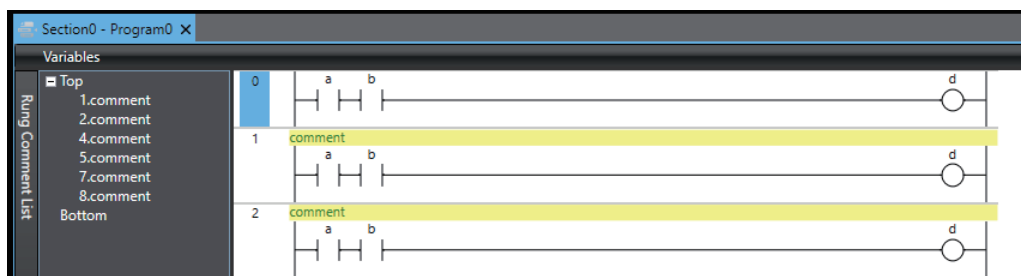 Section0 - Program0 X
Variables
Rung Comment List
Top
1.comment
2.comment
4.comment
5.comment
7.comment
8.comment
Bottom
0
a b d
1 comment
a b d
2 comment
a b d